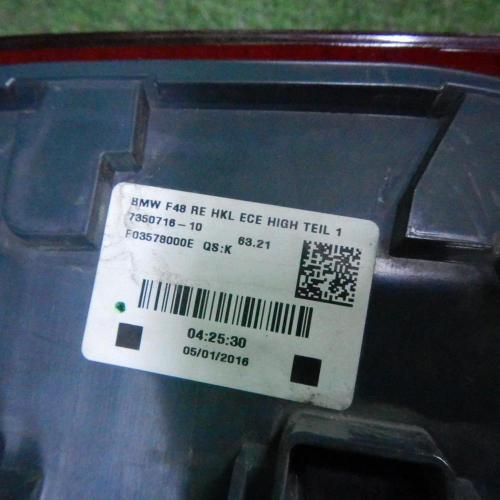 BMW F48 RE HKL ECE HIGH TEIL 1
7350716-10 63.21
F03578000E QS:K
04:25:30
05/01/2016